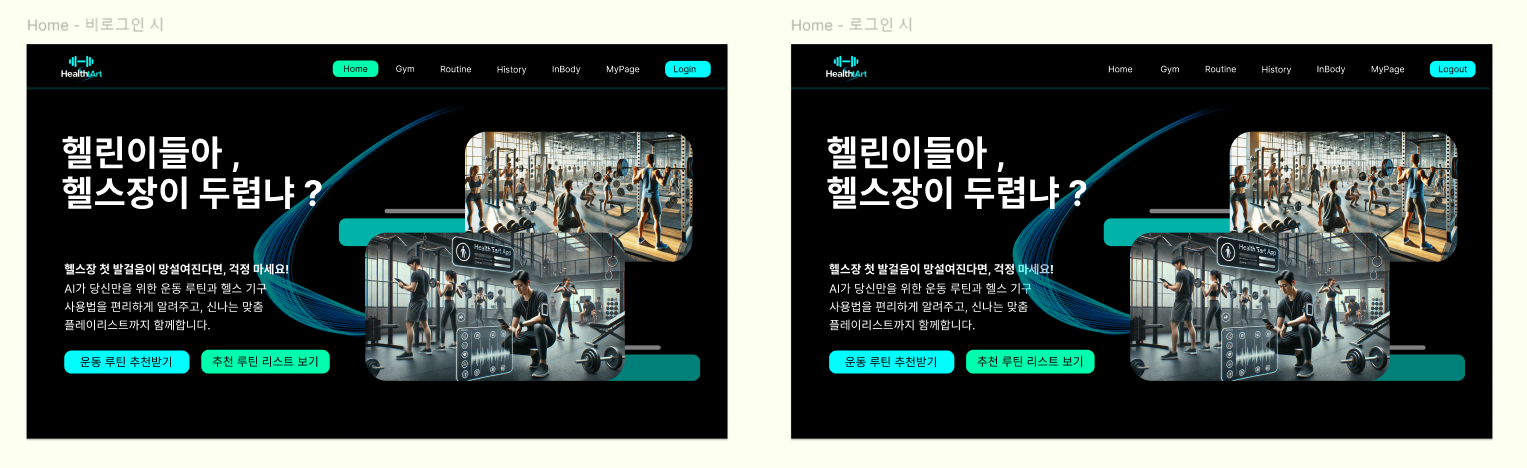 Home - 비로그인 시
HealthTart
Home Gym Routine History InBody MyPage Login
헬린이들아 ,
헬스장이 두렵냐 ?
헬스장 첫 발걸음이 망설여진다면, 걱정 마세요!
AI가 당신만을 위한 운동 루틴과 헬스 기구
사용법을 편리하게 알려주고, 신나는 맞춤
플레이리스트까지 함께합니다.
운동 루틴 추천받기 추천 루틴 리스트 보기
Home - 로그인 시
HealthTart
Home Gym Routine History InBody MyPage Logout
헬린이들아 ,
헬스장이 두렵냐 ?
헬스장 첫 발걸음이 망설여진다면, 걱정 마세요!
AI가 당신만을 위한 운동 루틴과 헬스 기구
사용법을 편리하게 알려주고, 신나는 맞춤
플레이리스트까지 함께합니다.
운동 루틴 추천받기 추천 루틴 리스트 보기